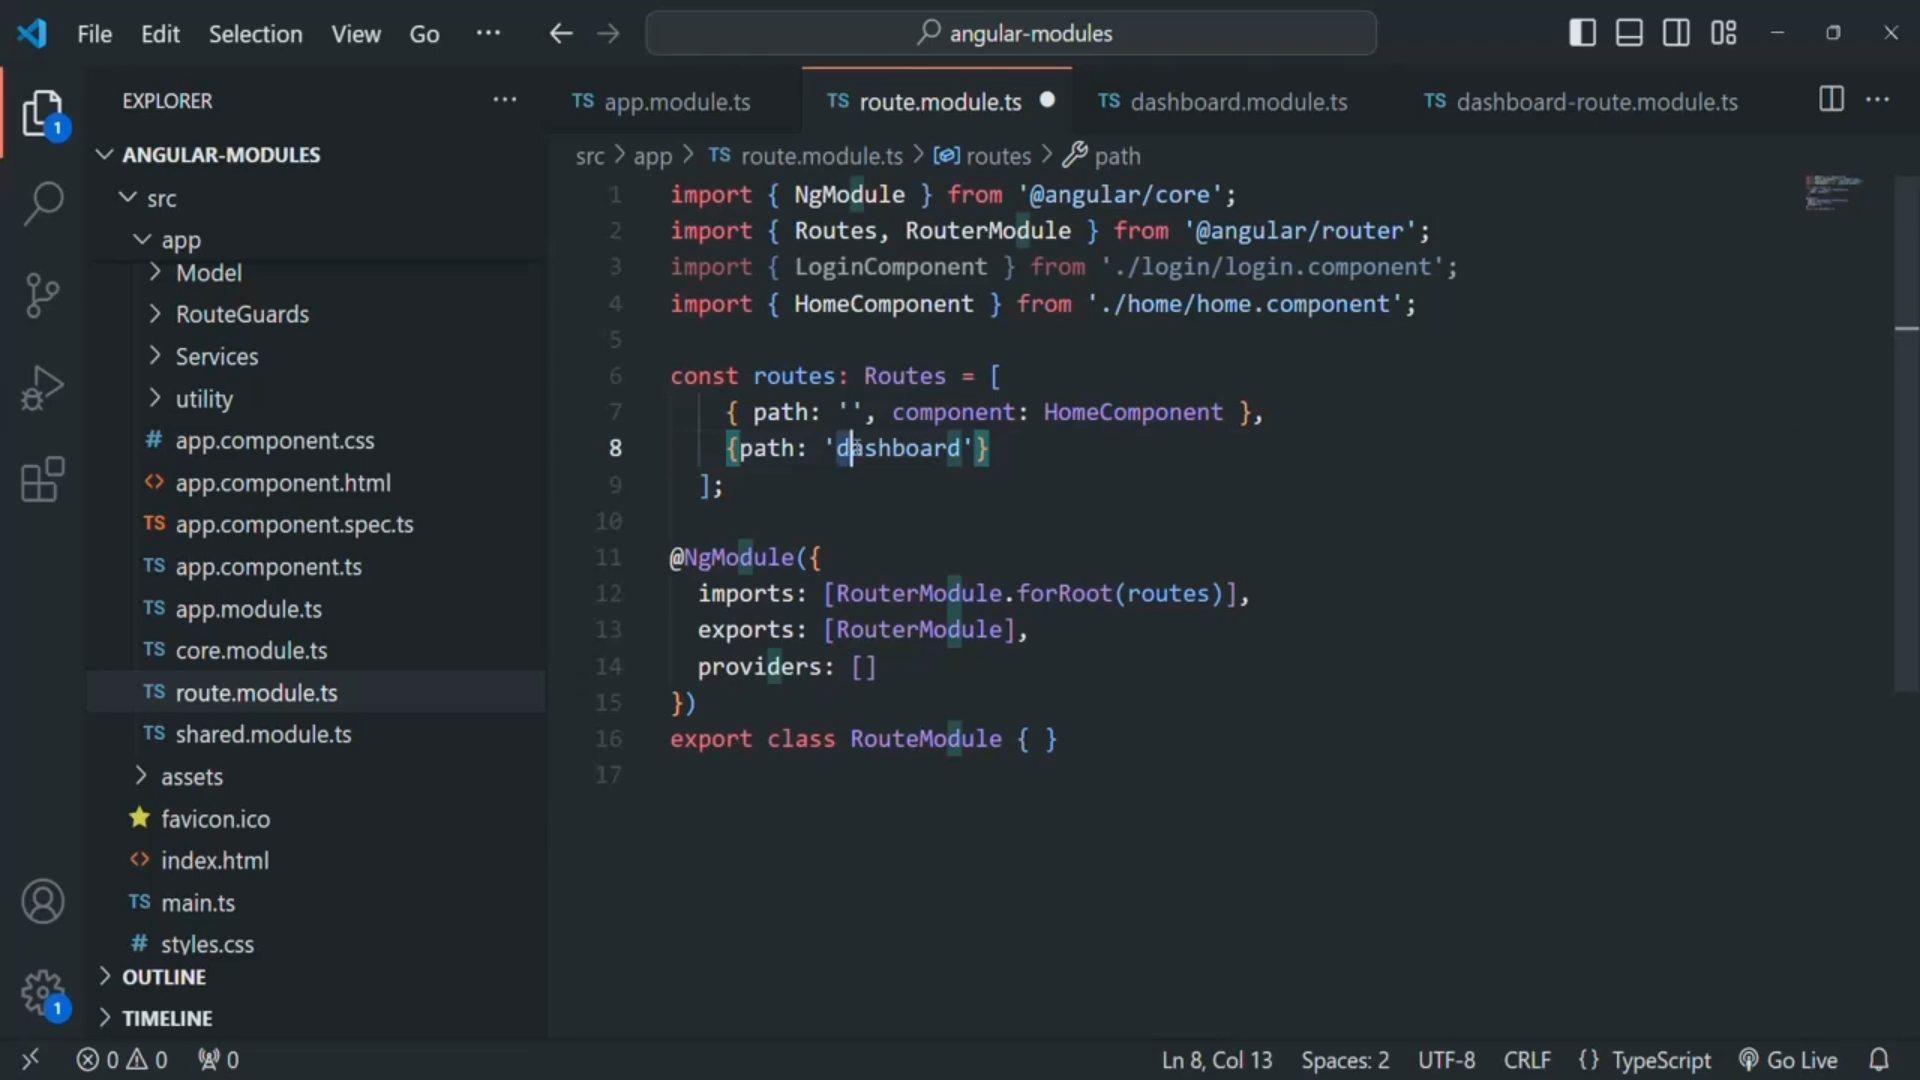 File Edit Selection View Go ··· angular-modules
EXPLORER ···
ANGULAR-MODULES
src
app
Model
RouteGuards
Services
utility
# app.component.css
<> app.component.html
TS app.component.spec.ts
TS app.component.ts
TS app.module.ts
TS core.module.ts
TS route.module.ts
TS shared.module.ts
assets
favicon.ico
<> index.html
TS main.ts
# styles.css
OUTLINE
TIMELINE
1
1
TS app.module.ts TS route.module.ts TS dashboard.module.ts TS dashboard-route.module.ts ···
src > app > TS route.module.ts > routes > path
1 import { NgModule } from '@angular/core';
2 import { Routes, RouterModule } from '@angular/router';
3 import { LoginComponent } from './login/login.component';
4 import { HomeComponent } from './home/home.component';
5
6 const routes: Routes = [
7 { path: '', component: HomeComponent },
8 {path: 'dashboard'}
9 ];
10
11 @NgModule({
12 imports: [RouterModule.forRoot(routes)],
13 exports: [RouterModule],
14 providers: []
15 })
16 export class RouteModule { }
17
0 0 0 Ln 8, Col 13 Spaces: 2 UTF-8 CRLF {} TypeScript Go Live